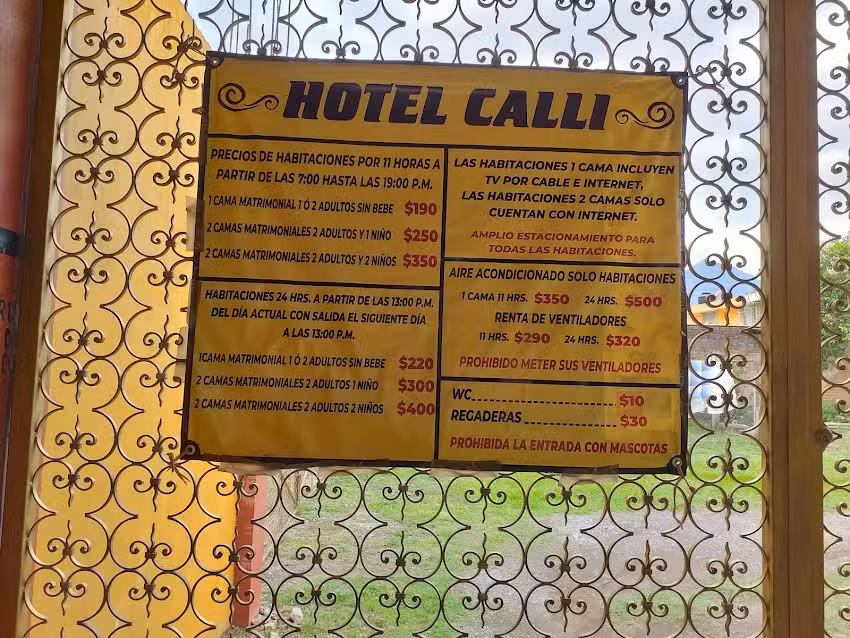 HOTEL CALLI
PRECIOS DE HABITACIONES POR 11 HORAS A
PARTIR DE LAS 7:00 HASTA LAS 19:00 P.M.
1 CAMA MATRIMONIAL 1 Ó 2 ADULTOS SIN BEBE $190
2 CAMAS MATRIMONIALES 2 ADULTOS Y 1 NIÑO $250
2 CAMAS MATRIMONIALES 2 ADULTOS Y 2 NIÑOS $350
HABITACIONES 24 HRS. A PARTIR DE LAS 13:00 P.M.
DEL DÍA ACTUAL CON SALIDA EL SIGUIENTE DÍA
A LAS 13:00 P.M.
1CAMA MATRIMONIAL 1 Ó 2 ADULTOS SIN BEBE $220
2 CAMAS MATRIMONIALES 2 ADULTOS 1 NIÑO $300
2 CAMAS MATRIMONIALES 2 ADULTOS 2 NIÑOS $400
LAS HABITACIONES 1 CAMA INCLUYEN
TV POR CABLE E INTERNET,
LAS HABITACIONES 2 CAMAS SOLO
CUENTAN CON INTERNET.
AMPLIO ESTACIONAMIENTO PARA
TODAS LAS HABITACIONES.
AIRE ACONDICIONADO SOLO HABITACIONES
1 CAMA 11 HRS. $350 24 HRS. $500
RENTA DE VENTILADORES
11 HRS. $290 24 HRS. $320
PROHIBIDO METER SUS VENTILADORES
WC........................ $10
REGADERAS .................... $30
PROHIBIDA LA ENTRADA CON MASCOTAS